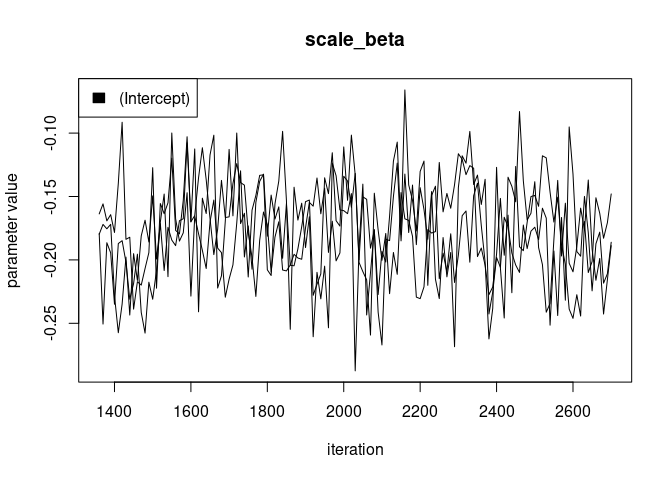 scale_beta
(Intercept)
parameter value
-0.10
-0.15
-0.20
-0.25
1400 1600 1800 2000 2200 2400 2600
iteration